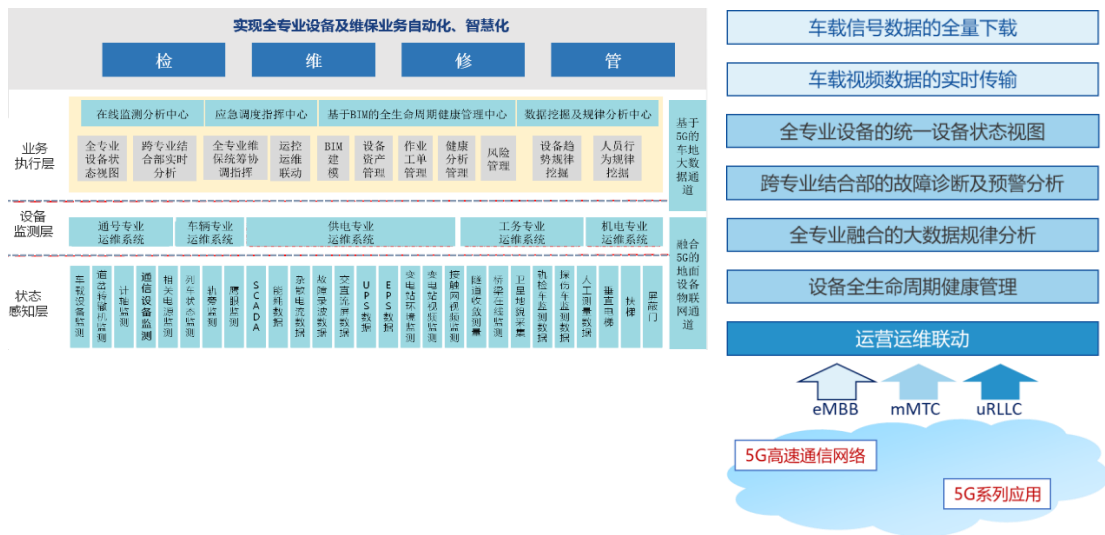 实现全专业设备及维保业务自动化、智慧化
检
维
修
管
业务
执行层
在线监测分析中心
应急调度指挥中心
基于BIM的全生命周期健康管理中心
数据挖掘及规律分析中心
全专业
设备状
态视图
跨专业结
合部实时
分析
全专业维
保统筹协
调指挥
运控
运维
联动
BIM
建
模
设备
资产
管理
作业
工单
管理
健康
分析
管理
风险
管理
设备趋
势规律
挖掘
人员行
为规律
挖掘
基于
5G的
车地
大数
据通
道
设备
监测层
通号专业
运维系统
车辆专业
运维系统
供电专业
运维系统
工务专业
运维系统
机电专业
运维系统
状态
感知层
车载设备监测
道岔转辙机监测
计轴监测
通信设备监测
相关电源监测
列车状态监测
轨旁监测
鹰眼监测
SCADA
能耗数据
杂散电流数据
故障录波数据
交直流屏数据
UPS数据
EPS数据
变电站环境监测
变电站视频监测
接触网视频监测
隧道收敛测量
桥梁在线监测
卫星地貌采集
轨检车监测数据
探伤车监测数据
人工测量数据
垂直电梯
扶梯
屏蔽门
融合
5G的
地面
设备
物联
网通
道
车载信号数据的全量下载
车载视频数据的实时传输
全专业设备的统一设备状态视图
跨专业结合部的故障诊断及预警分析
全专业融合的大数据规律分析
设备全生命周期健康管理
运营运维联动
eMBB
mMTC
uRLLC
5G高速通信网络
5G系列应用